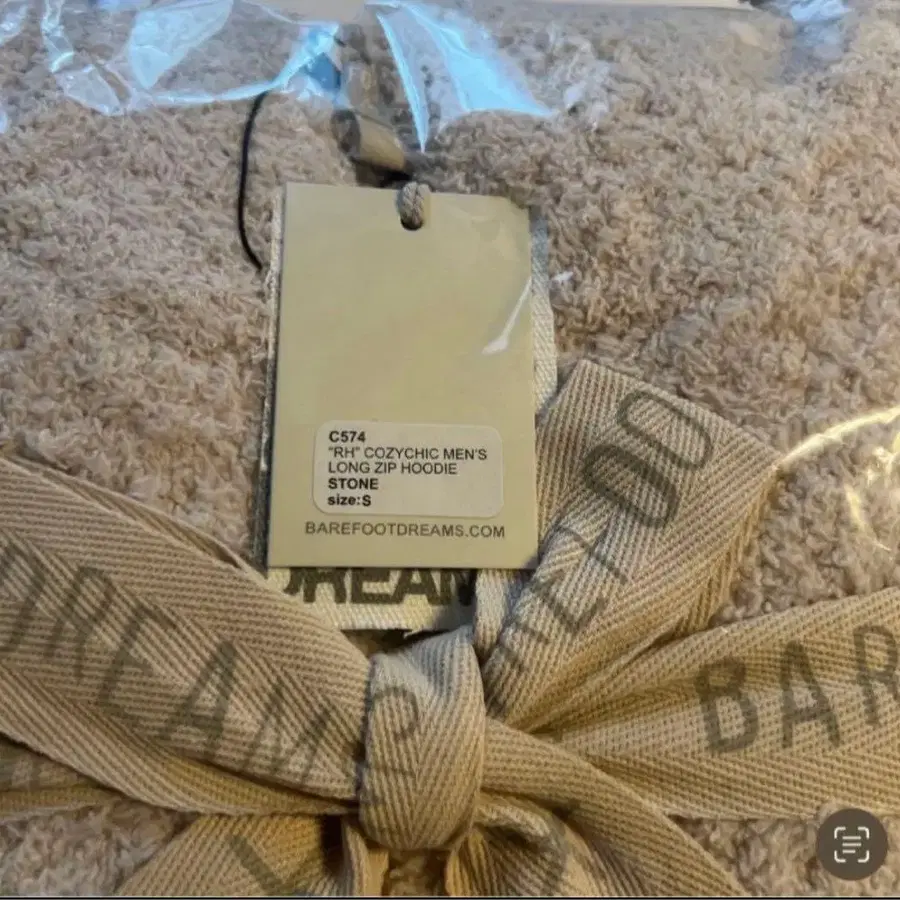 C574
"RH" COZYCHIC MEN'S
LONG ZIP HOODIE
STONE
size: S
BAREFOOTDREAMS.COM
DREAM
DREAMS
BAR